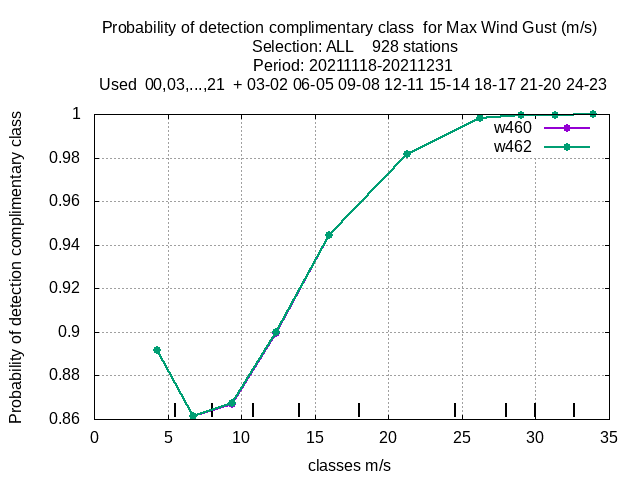 Probability of detection complimentary class  for Max Wind Gust (m/s)
Selection: ALL    928 stations
Period: 20211118-20211231
Used  00,03,...,21  + 03-02 06-05 09-08 12-11 15-14 18-17 21-20 24-23
Probability of detection complimentary class
1
0.98
0.96
0.94
0.92
0.9
0.88
0.86
w460
w462
0 5 10 15 20 25 30 35
classes m/s